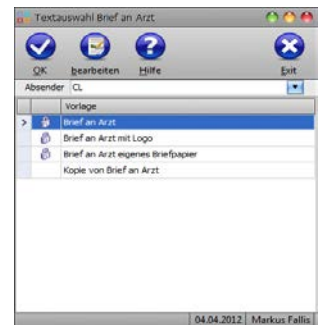 Textauswahl Brief an Arzt
OK bearbeiten Hilfe Exit
Absender CL
Vorlage
Brief an Arzt
Brief an Arzt mit Logo
Brief an Arzt eigenes Briefpapier
Kopie von Brief an Arzt
04.04.2012 Markus Fallis